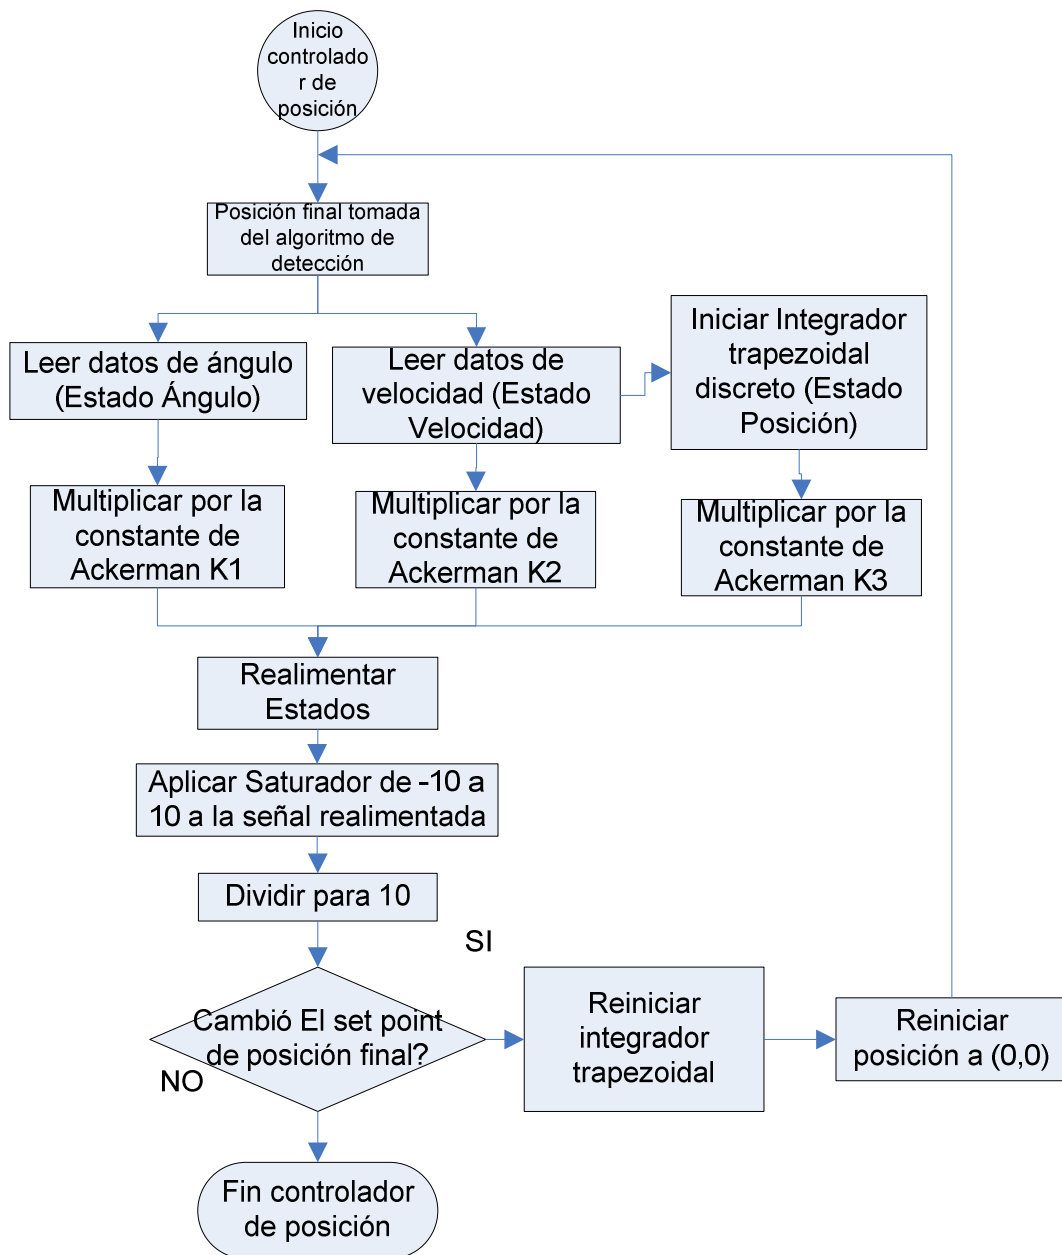 Inicio
controlado
r de
posición
Posición final tomada
del algoritmo de
detección
Leer datos de ángulo
(Estado Ángulo)
Leer datos de
velocidad (Estado
Velocidad)
Iniciar Integrador
trapezoidal
discreto (Estado
Posición)
Multiplicar por la
constante de
Ackerman K1
Multiplicar por la
constante de
Ackerman K2
Multiplicar por la
constante de
Ackerman K3
Realimentar
Estados
Aplicar Saturador de -10 a
10 a la señal realimentada
Dividir para 10
SI
Cambió El set point
de posición final?
NO
Reiniciar
integrador
trapezoidal
Reiniciar
posición a (0,0)
Fin controlador
de posición